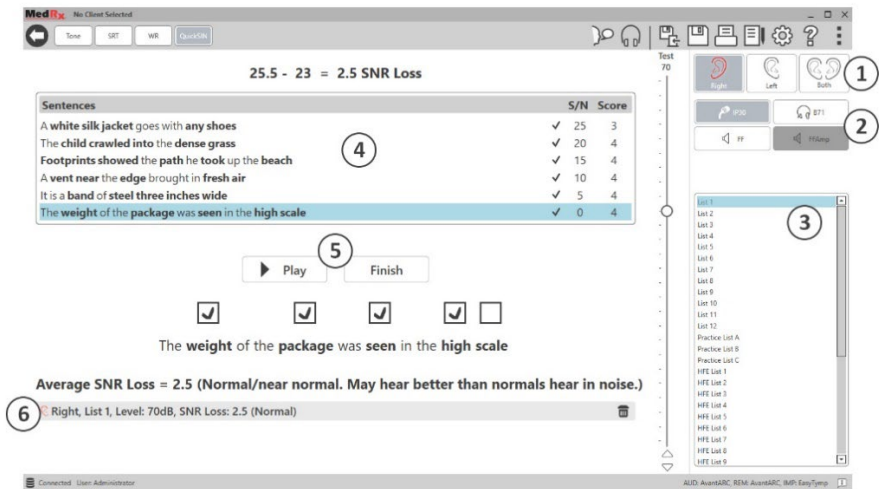 MedRx No Client Selected
Tone SRT WR QuickSIN
Test
70
25.5 - 23 = 2.5 SNR Loss
Right Left Both
1
Sentences S/N Score
A white silk jacket goes with any shoes ✓ 25 3
The child crawled into the dense grass ✓ 20 4
Footprints showed the path he took up the beach ✓ 15 4
A vent near the edge brought in fresh air ✓ 10 4
It is a band of steel three inches wide ✓ 5 4
The weight of the package was seen in the high scale ✓ 0 4
4
IP30 B71
FF FFAmp
2
List 1
List 2
List 3
List 4
List 5
List 6
List 7
List 8
List 9
List 10
List 11
List 12
Practice List A
Practice List B
Practice List C
HFE List 1
HFE List 2
HFE List 3
HFE List 4
HFE List 5
HFE List 6
HFE List 7
HFE List 8
HFE List 9
3
5
Play Finish
The weight of the package was seen in the high scale
Average SNR Loss = 2.5 (Normal/near normal. May hear better than normals hear in noise.)
6
Right, List 1, Level: 70dB, SNR Loss: 2.5 (Normal)
Connected User: Administrator
AUD: AvantARC, REM: AvantARC, IMP: EasyTymp